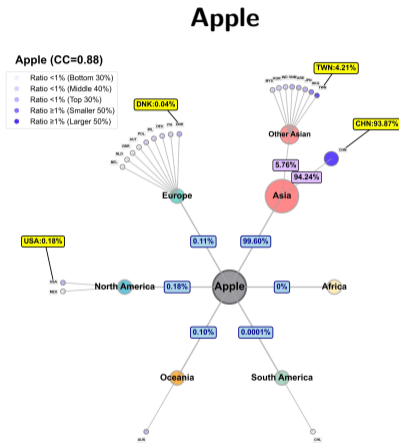 Apple
Apple (CC=0.88)
Ratio <1% (Bottom 30%)
Ratio <1% (Middle 40%)
Ratio <1% (Top 30%)
Ratio ≥1% (Smaller 50%)
Ratio ≥1% (Larger 50%)
TWN:4.21%
DNK:0.04%
CHN:93.87%
Other Asian
5.76%
94.24%
Europe
Asia
USA:0.18%
0.11%
99.60%
North America
0.18%
Apple
0%
Africa
0.10%
0.0001%
Oceania
South America
AUS
CHL